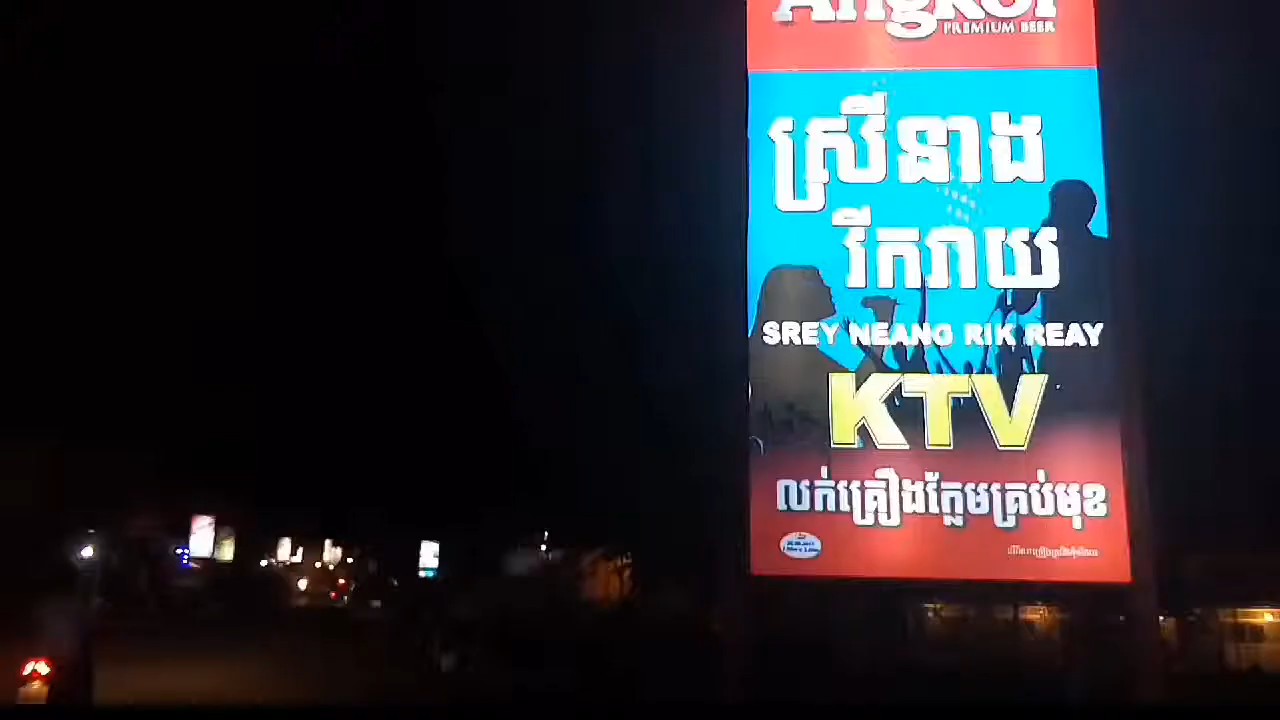 Angkor
PREMIUM BEER
ស្រីនាង
រីករាយ
SREY NEANG RIK REAY
KTV
លក់គ្រឿងក្លែមគ្រប់មុខ